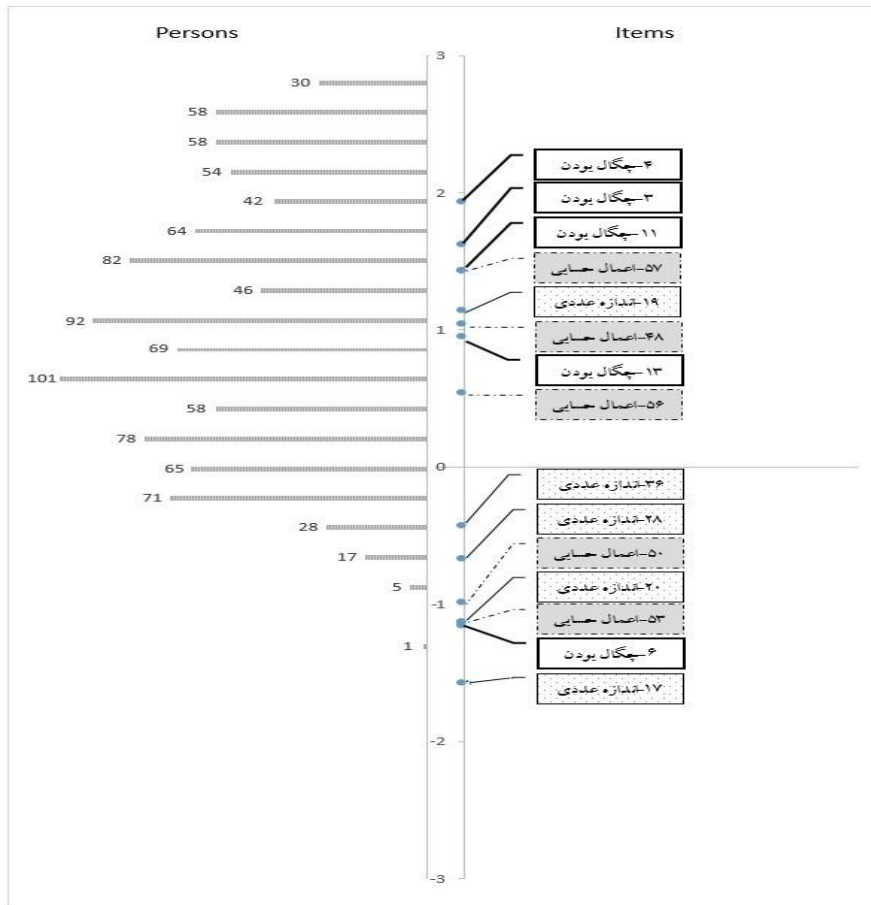 Persons
30
58
58
54
42
64
82
46
92
69
101
58
78
65
71
28
17
5
1
3
2
1
0
-1
-2
-3
Items
۴-چگال بودن
۳-چگال بودن
۱۱-چگال بودن
۵۷-اعمال حسابی
۱۹-اندازه عددی
۴۸-اعمال حسابی
۱۳-چگال بودن
۵۶-اعمال حسابی
۳۶-اندازه عددی
۲۸-اندازه عددی
۵۰-اعمال حسابی
۲۰-اندازه عددی
۵۳-اعمال حسابی
۶-چگال بودن
۱۷-اندازه عددی